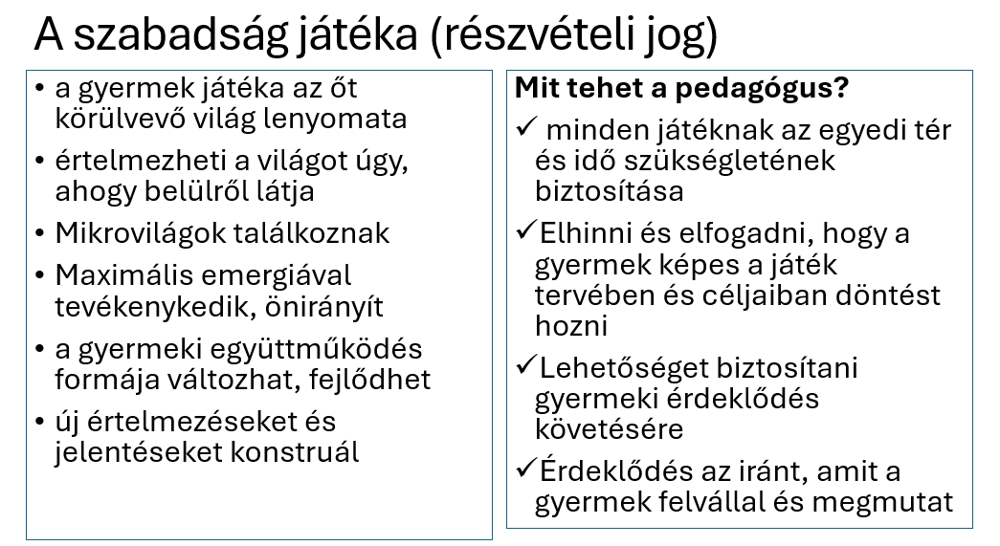 A szabadság játéka (részvételi jog)
• a gyermek játéka az őt
körülvevő világ lenyomata
• értelmezheti a világot úgy,
ahogy belülről látja
• Mikrovilágok találkoznak
• Maximális emergiával
tevékenykedik, önirányít
• a gyermeki együttműködés
formája változhat, fejlődhet
• új értelmezéseket és
jelentéseket konstruál
Mit tehet a pedagógus?
✓ minden játéknak az egyedi tér
és idő szükségletének
biztosítása
✓Elhinni és elfogadni, hogy a
gyermek képes a játék
tervében és céljaiban döntést
hozni
✓Lehetőséget biztosítani
gyermeki érdeklődés
követésére
✓Érdeklődés az iránt, amit a
gyermek felvállal és megmutat